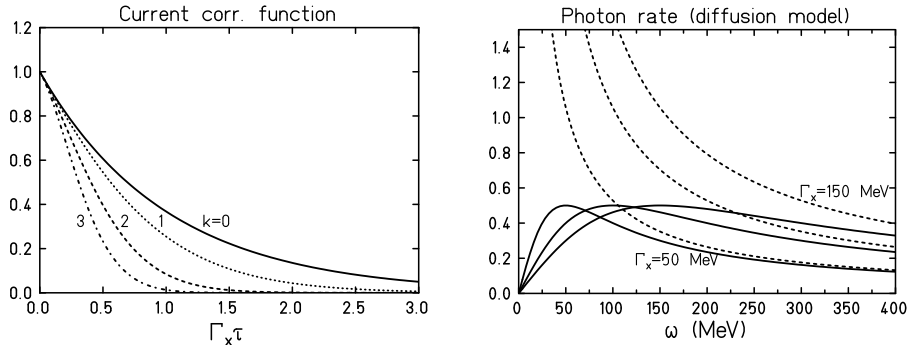 Current corr. function
1.2
1.0
0.8
0.6
0.4
0.2
0.0
3
2
1
k=0
0.0 0.5 1.0 1.5 2.0 2.5 3.0
Γₓτ
Photon rate (diffusion model)
1.4
1.2
1.0
0.8
0.6
0.4
0.2
0.0
Γₓ=150 MeV
Γₓ=50 MeV
0 50 100 150 200 250 300 350 400
ω (MeV)